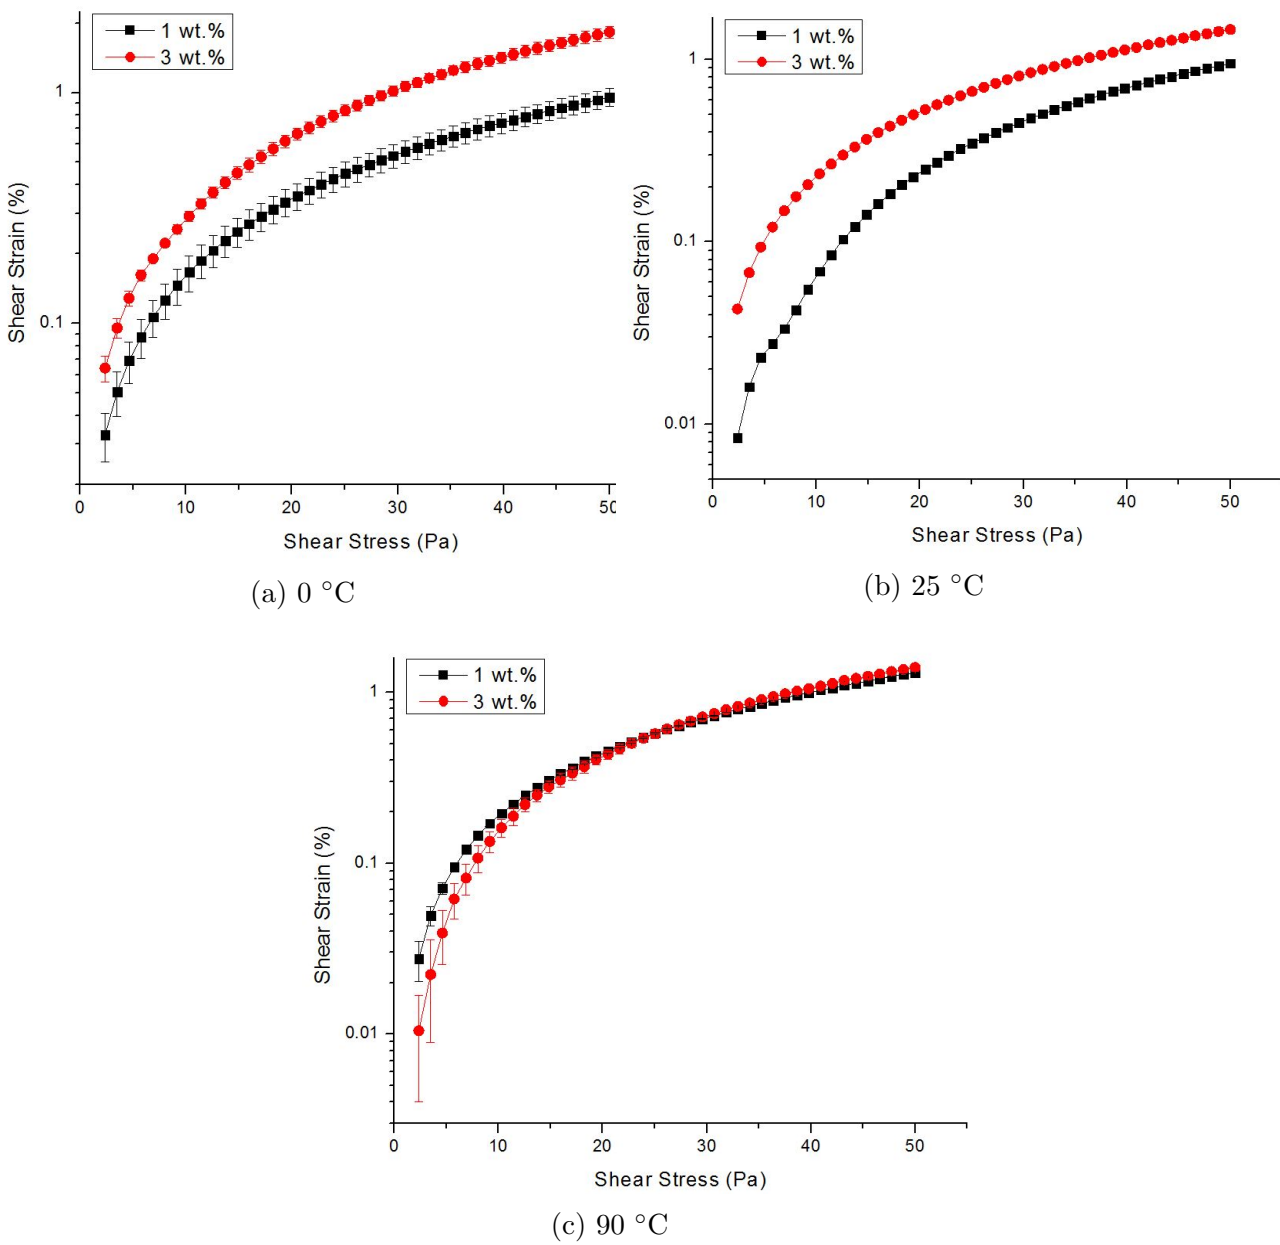 1 wt.%
3 wt.%
1
0.1
Shear Strain (%)
0 10 20 30 40 50
Shear Stress (Pa)
(a) 0 °C
1 wt.%
3 wt.%
1
0.1
0.01
Shear Strain (%)
0 10 20 30 40 50
Shear Stress (Pa)
(b) 25 °C
1 wt.%
3 wt.%
1
0.1
0.01
Shear Strain (%)
0 10 20 30 40 50
Shear Stress (Pa)
(c) 90 °C